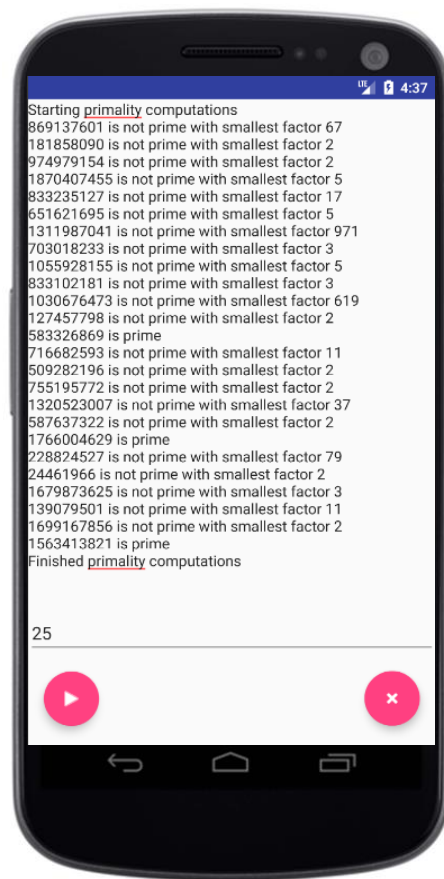 LTE 4:37
Starting primality computations
869137601 is not prime with smallest factor 67
181858090 is not prime with smallest factor 2
974979154 is not prime with smallest factor 2
1870407455 is not prime with smallest factor 5
833235127 is not prime with smallest factor 17
651621695 is not prime with smallest factor 5
1311987041 is not prime with smallest factor 971
703018233 is not prime with smallest factor 3
1055928155 is not prime with smallest factor 5
833102181 is not prime with smallest factor 3
1030676473 is not prime with smallest factor 619
127457798 is not prime with smallest factor 2
583326869 is prime
716682593 is not prime with smallest factor 11
509282196 is not prime with smallest factor 2
755195772 is not prime with smallest factor 2
1320523007 is not prime with smallest factor 37
587637322 is not prime with smallest factor 2
1766004629 is prime
228824527 is not prime with smallest factor 79
24461966 is not prime with smallest factor 2
1679873625 is not prime with smallest factor 3
139079501 is not prime with smallest factor 11
1699167856 is not prime with smallest factor 2
1563413821 is prime
Finished primality computations
25